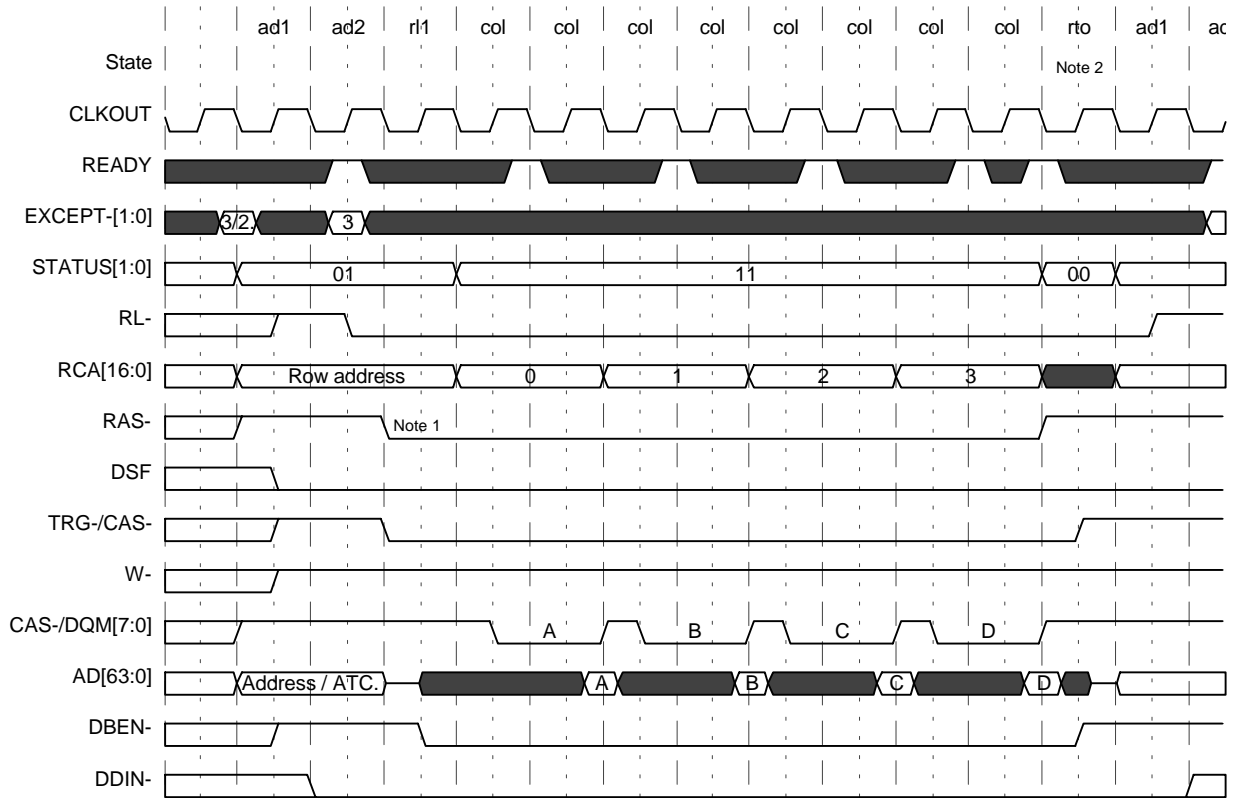 ad1 ad2 rl1 col col col col col col col col rto ad1 ad
State Note 2
CLKOUT
READY
EXCEPT-[1:0] 3/2. 3
STATUS[1:0] 01 11 00
RL-
RCA[16:0] Row address 0 1 2 3
RAS- Note 1
DSF
TRG-/CAS-
W-
CAS-/DQM[7:0] A B C D
AD[63:0] Address / ATC. A B C D
DBEN-
DDIN-